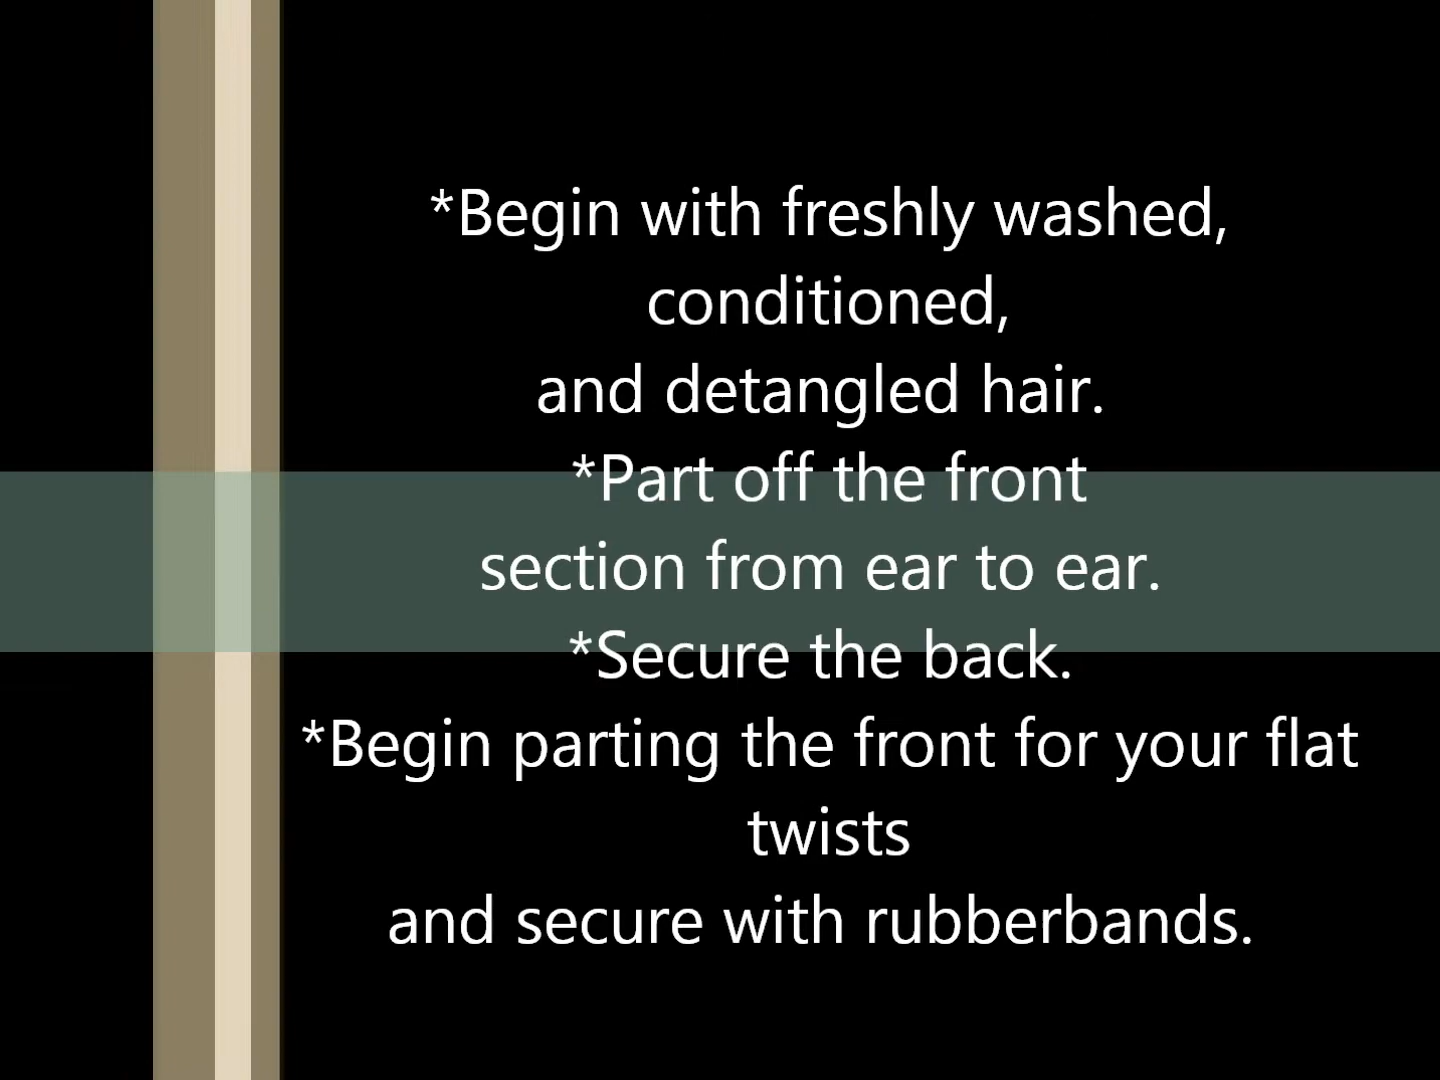 *Begin with freshly washed,
conditioned,
and detangled hair.
*Part off the front
section from ear to ear.
*Secure the back.
*Begin parting the front for your flat
twists
and secure with rubberbands.